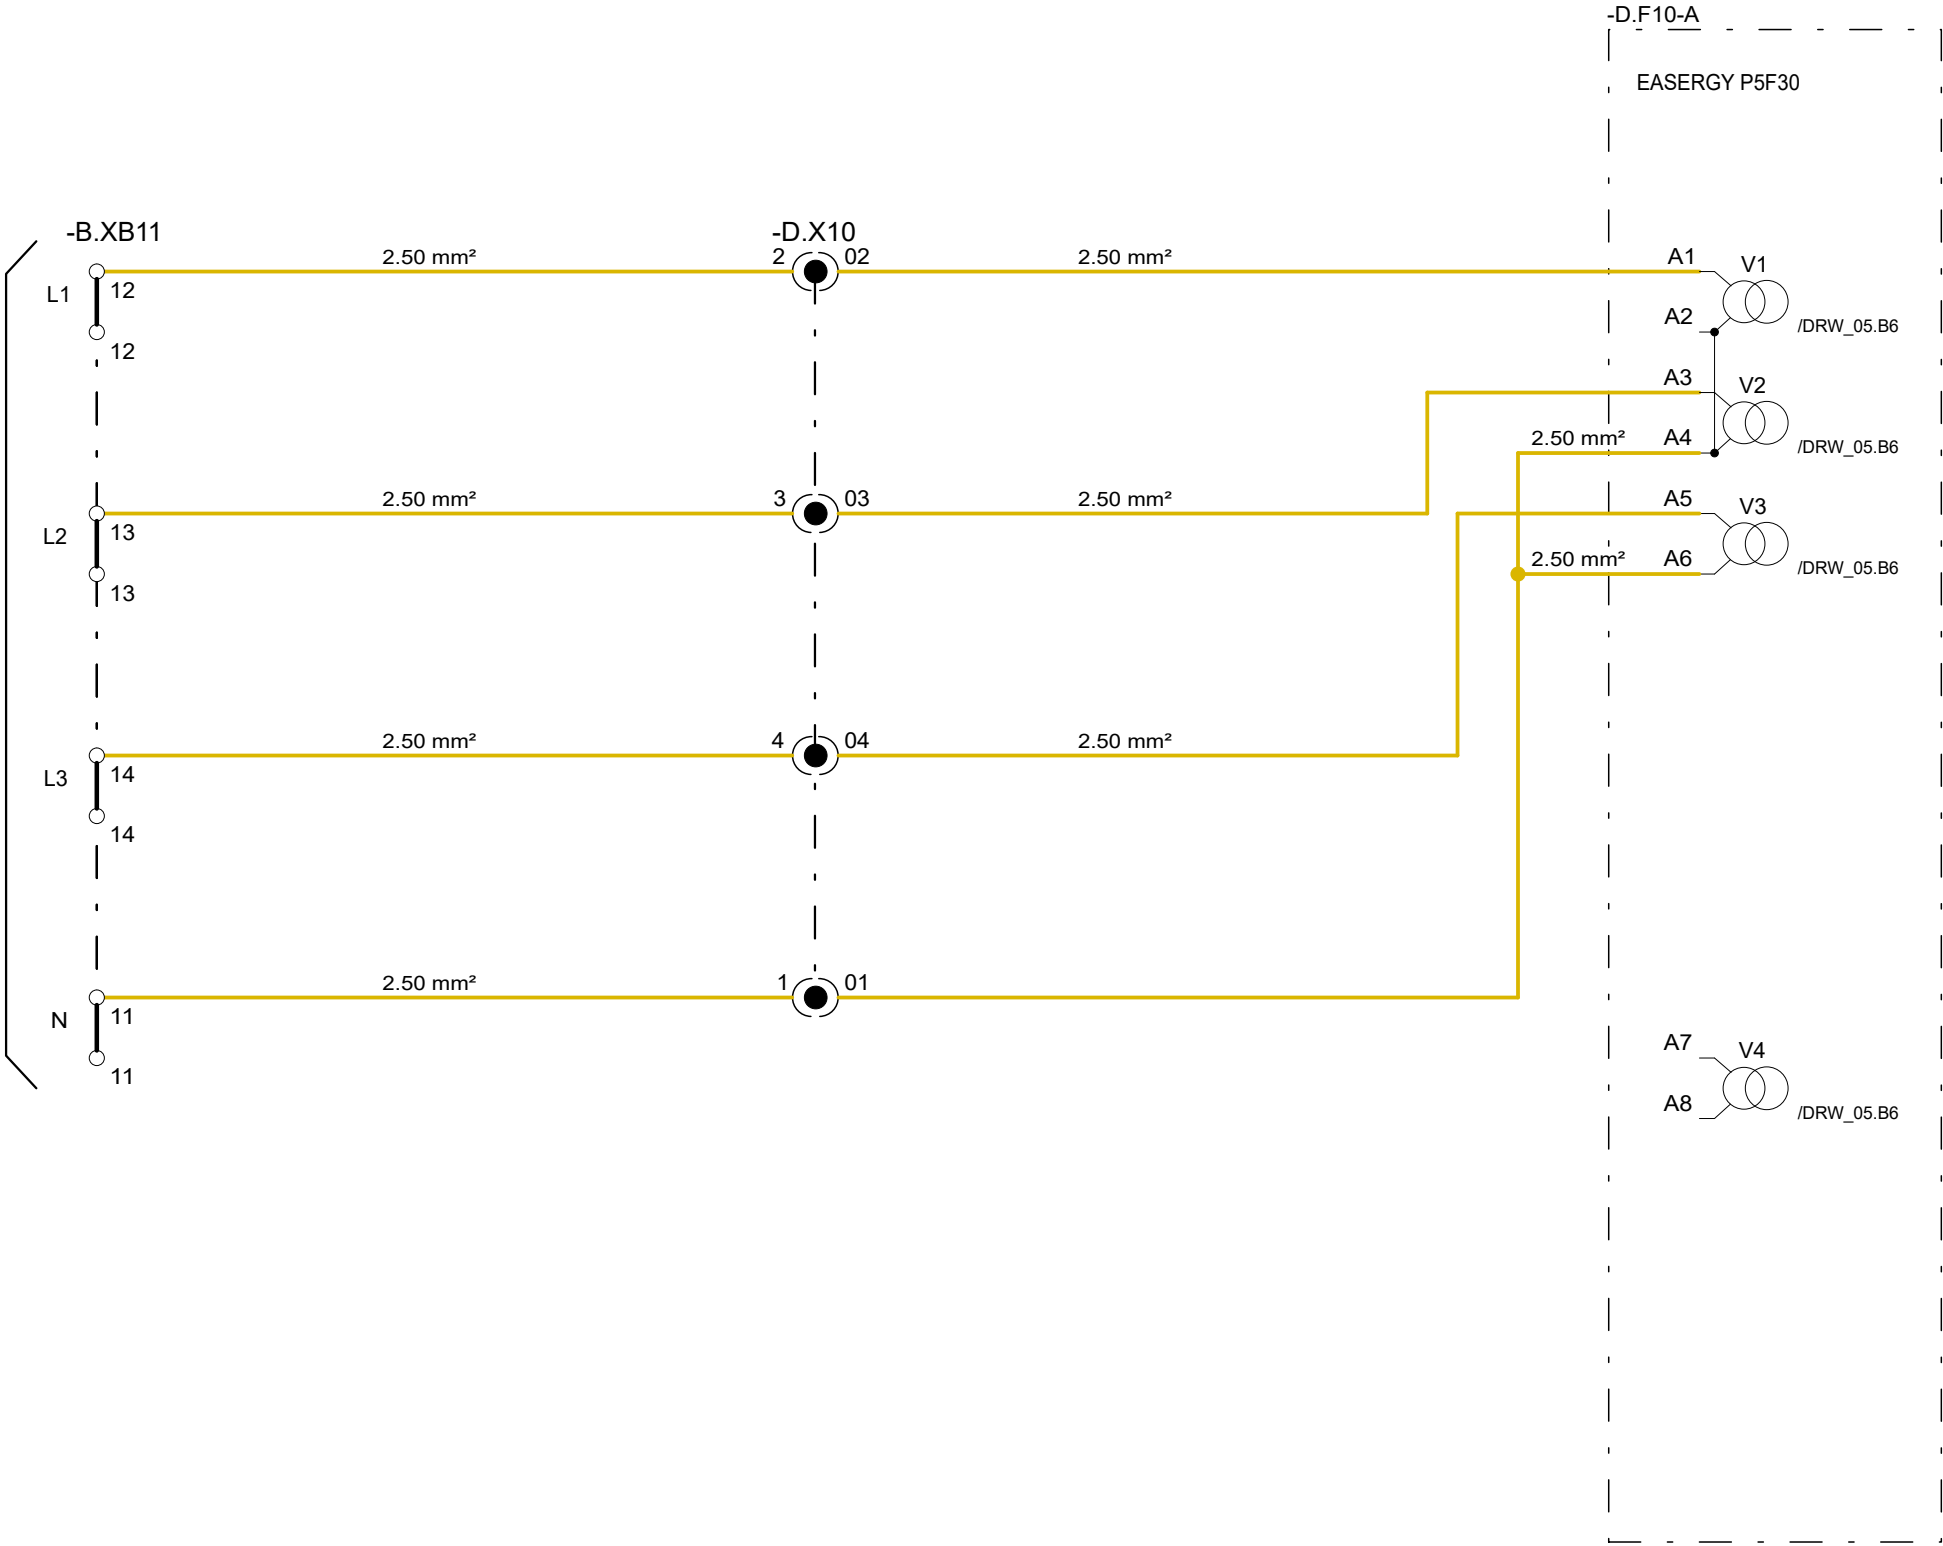 -D.F10-A
EASERGY P5F30
-B.XB11
-D.X10
2.50 mm²
2
02
2.50 mm²
A1
V1
L1
12
A2
/DRW_05.B6
12
A3
V2
2.50 mm²
A4
/DRW_05.B6
2.50 mm²
3
03
2.50 mm²
A5
V3
L2
13
2.50 mm²
A6
/DRW_05.B6
13
2.50 mm²
4
04
2.50 mm²
L3
14
14
2.50 mm²
1
01
N
11
A7
V4
11
A8
/DRW_05.B6